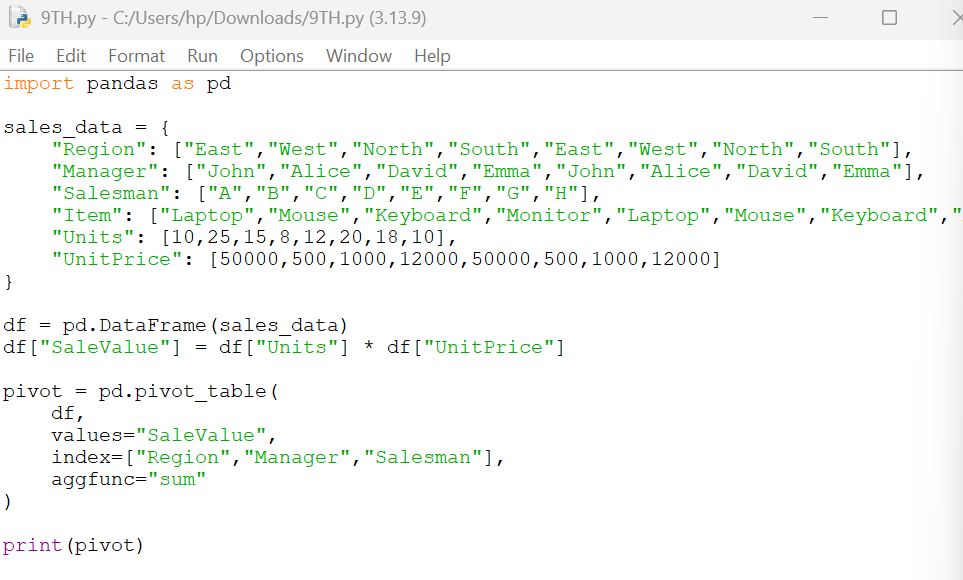 9TH.py - C:/Users/hp/Downloads/9TH.py (3.13.9)
File Edit Format Run Options Window Help
import pandas as pd
sales_data = {
    "Region": ["East","West","North","South","East","West","North","South"],
    "Manager": ["John","Alice","David","Emma","John","Alice","David","Emma"],
    "Salesman": ["A","B","C","D","E","F","G","H"],
    "Item": ["Laptop","Mouse","Keyboard","Monitor","Laptop","Mouse","Keyboard","
    "Units": [10,25,15,8,12,20,18,10],
    "UnitPrice": [50000,500,1000,12000,50000,500,1000,12000]
}
df = pd.DataFrame(sales_data)
df["SaleValue"] = df["Units"] * df["UnitPrice"]
pivot = pd.pivot_table(
    df,
    values="SaleValue",
    index=["Region","Manager","Salesman"],
    aggfunc="sum"
)
print(pivot)